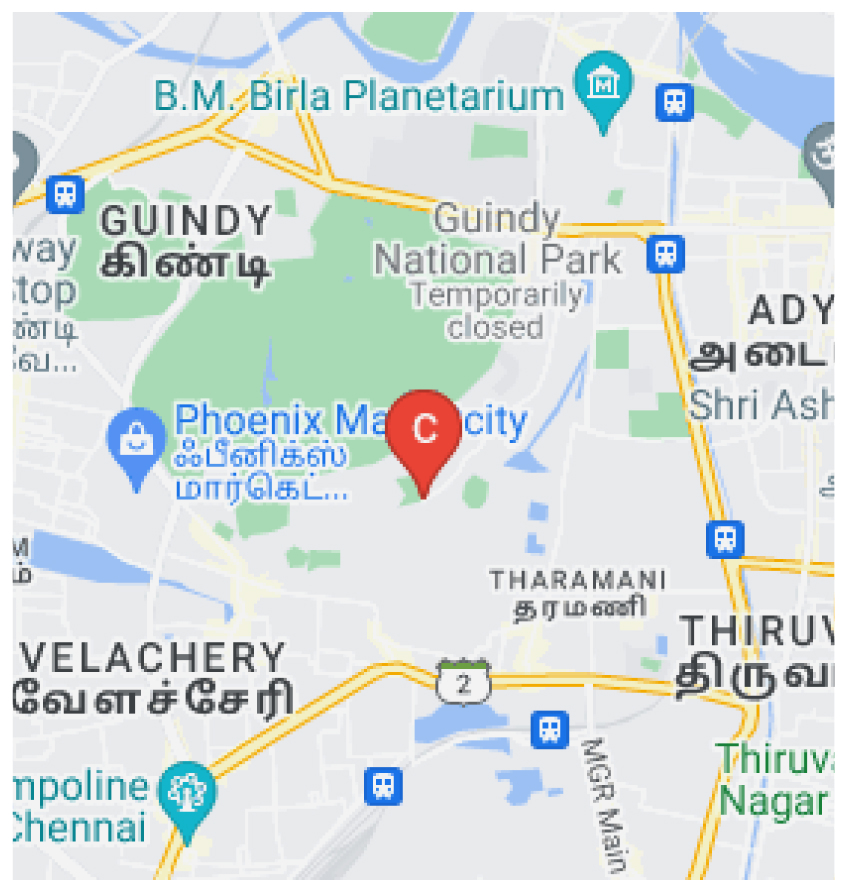 B.M. Birla Planetarium
GUINDY
கிண்டி
way
Stop
Guindy
National Park
Temporarily
closed
ADY
அடை
Shri Ash
Phoenix Ma city
ஃபீனிக்ஸ்
மார்கெட்...
C
M
THARAMANI
தரமணி
VELACHERY
வேளச்சேரி
THIRUV
திருவ
2
mpoline
Chennai
MGR Main
Thiruv
Nagar